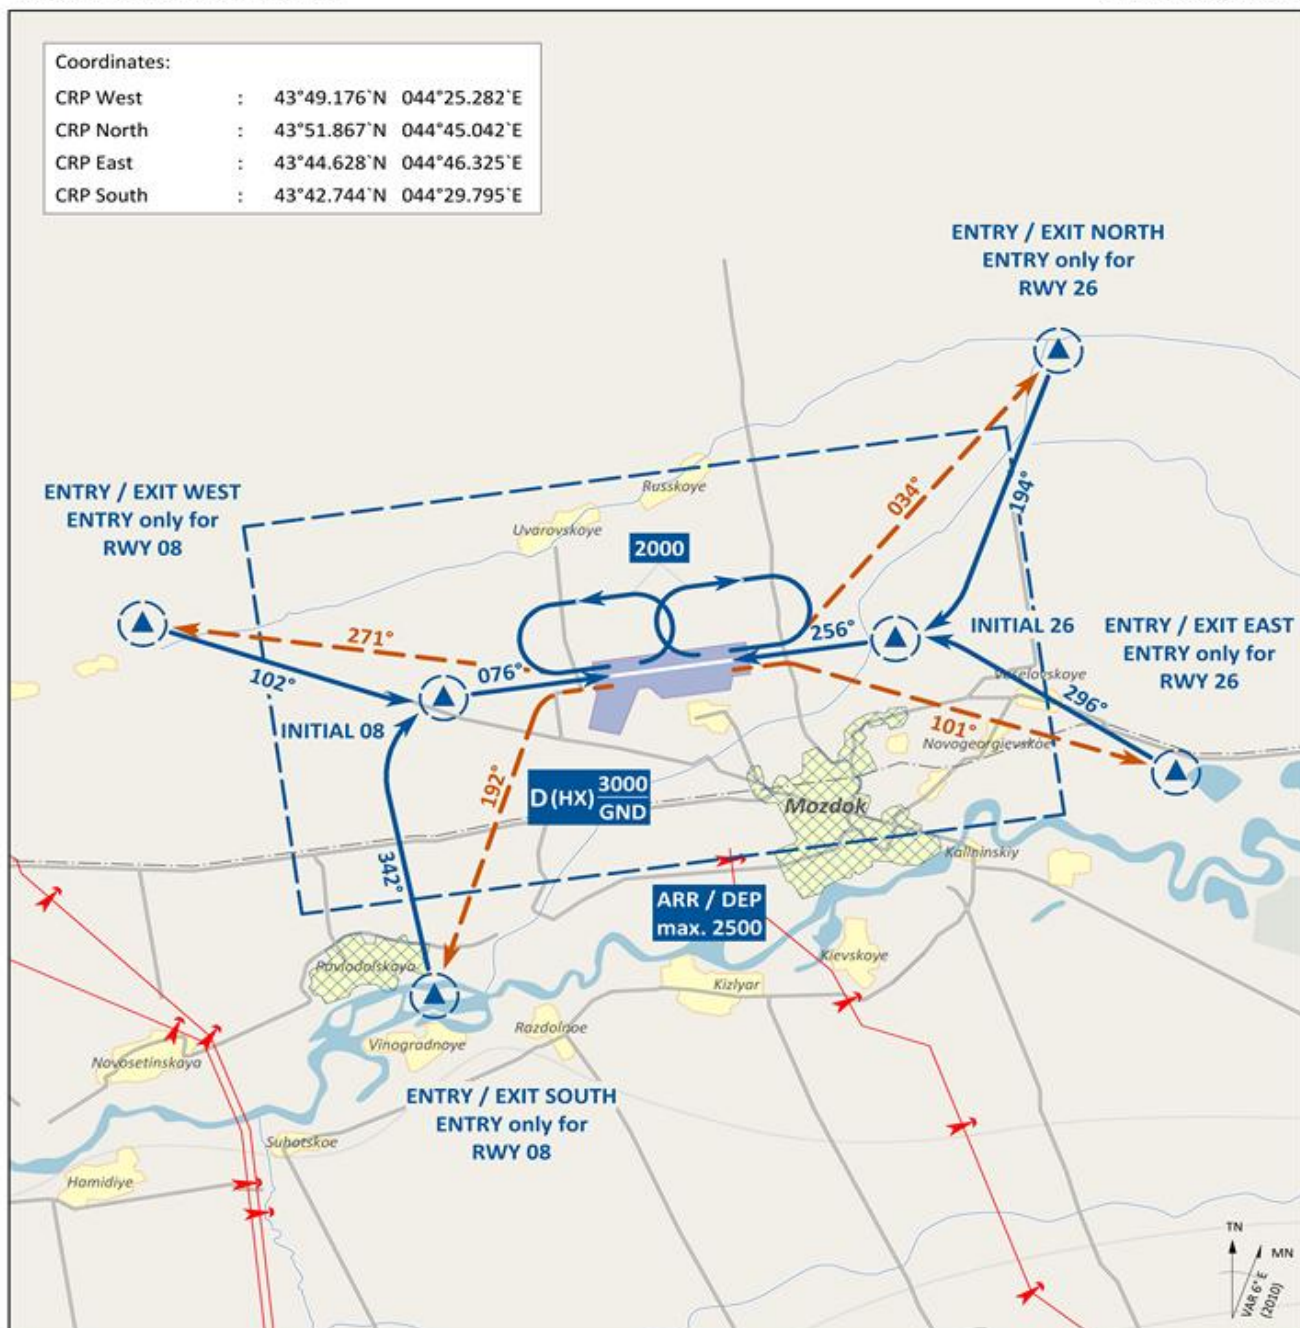 Coordinates:
CRP West : 43°49.176`N 044°25.282`E
CRP North : 43°51.867`N 044°45.042`E
CRP East : 43°44.628`N 044°46.325`E
CRP South : 43°42.744`N 044°29.795`E
ENTRY / EXIT NORTH
ENTRY only for
RWY 26
034°
194°
ENTRY / EXIT WEST
ENTRY only for
RWY 08
Russkoye
Uvarovskoye
2000
271°
102°
076°
256°
INITIAL 08
INITIAL 26
ENTRY / EXIT EAST
ENTRY only for
RWY 26
Veselovskoye
296°
101°
Novogeorgievskoe
192°
D (HX) 3000
GND
Mozdok
342°
Kalininskiy
ARR / DEP
max. 2500
Pavlodolskaya
Kievskoye
Kizlyar
Razdolnoe
Vinogradnoye
Novosetinskaya
ENTRY / EXIT SOUTH
ENTRY only for
RWY 08
Suhotskoe
Hamidiye
TN
MN
VAR 6° E
(2010)